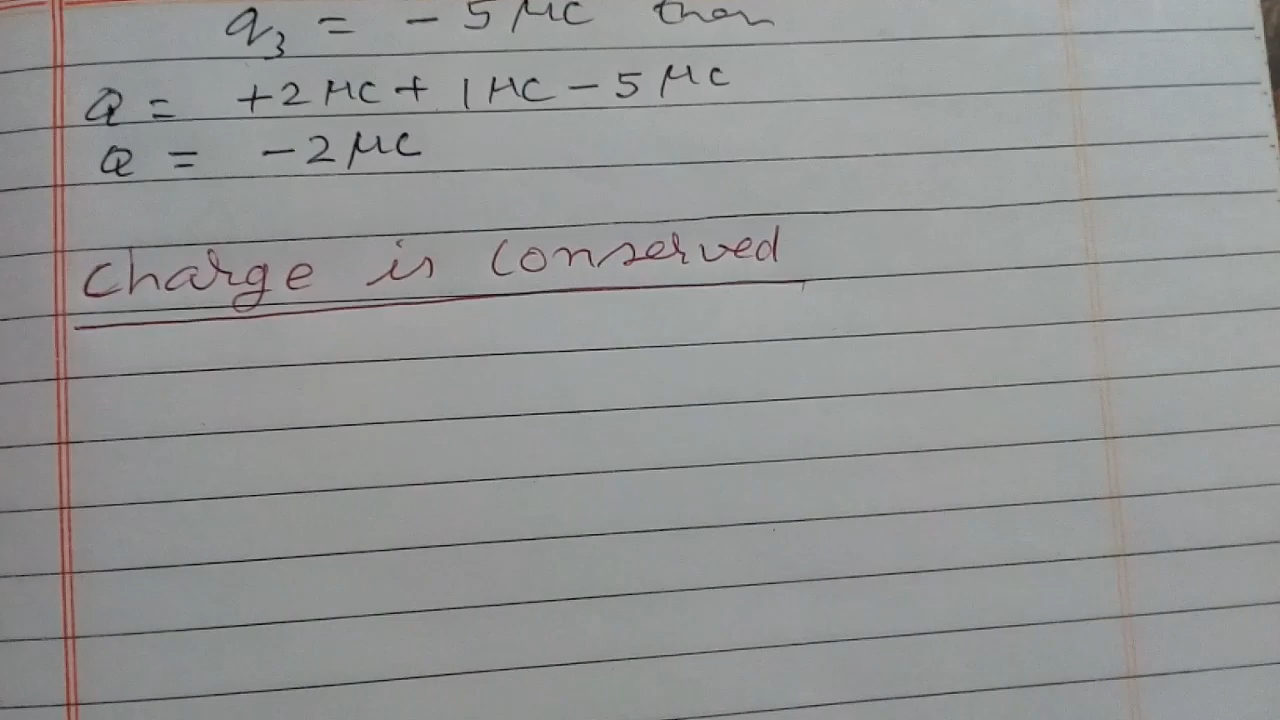 q₃ = - 5 μC then
Q = +2 μC + 1 μC - 5 μC
Q = - 2 μC
Charge is conserved